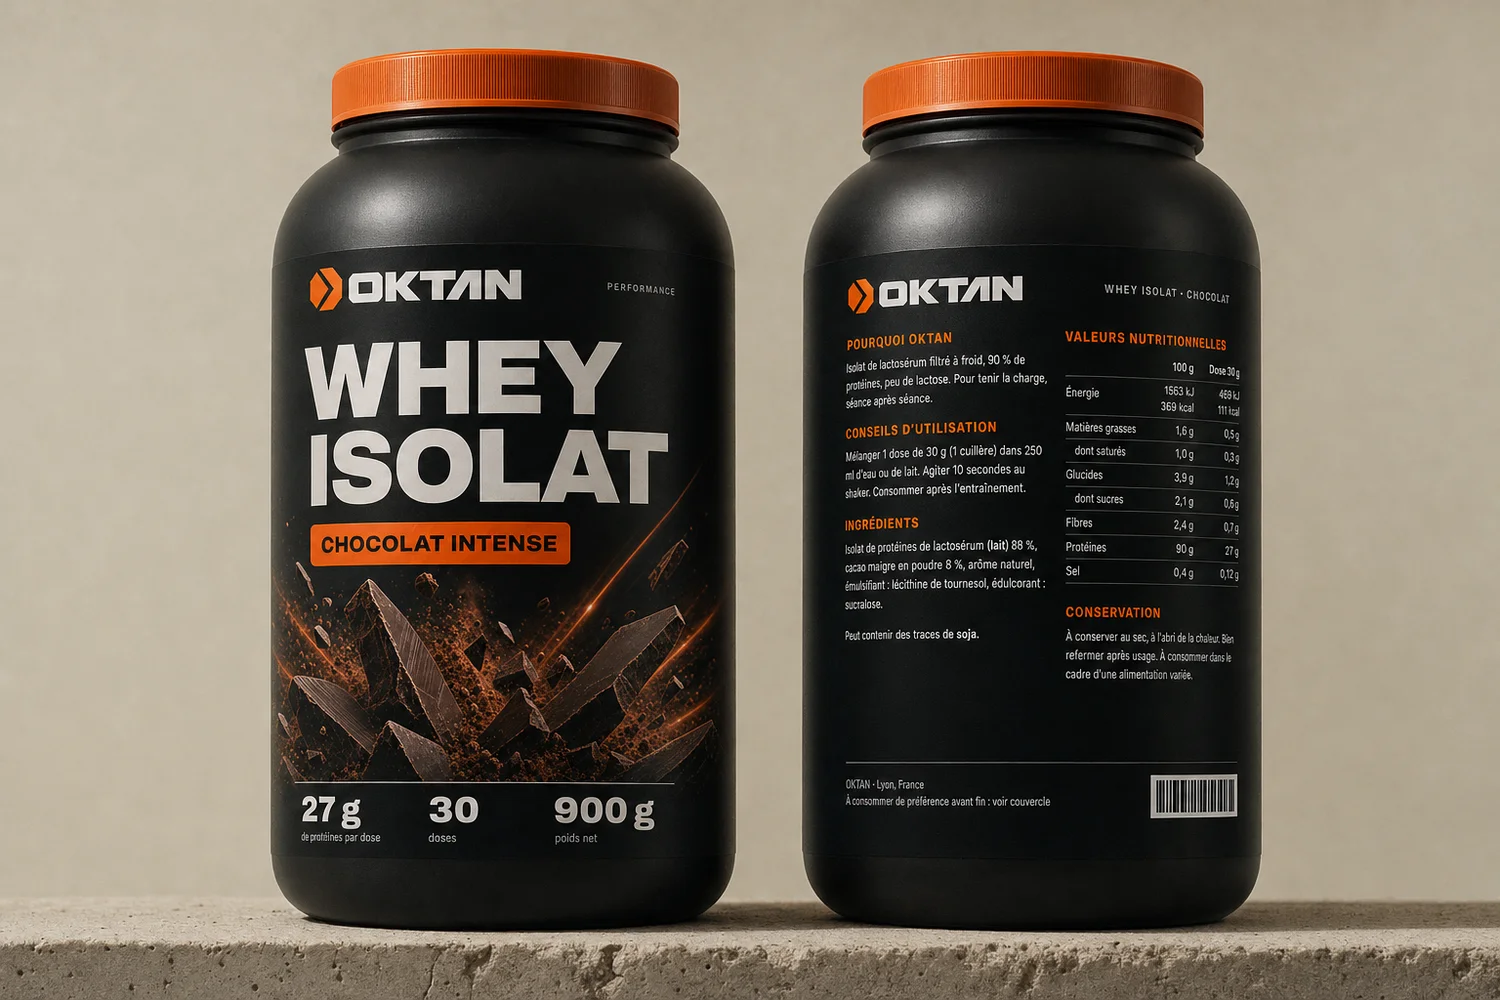 OKTAN
PERFORMANCE
WHEY
ISOLAT
CHOCOLAT INTENSE
27 g
de protéines par dose
30
doses
900 g
poids net
OKTAN
WHEY ISOLAT · CHOCOLAT
POURQUOI OKTAN
Isolat de lactosérum filtré à froid, 90 % de
protéines, peu de lactose. Pour tenir la charge,
séance après séance.
CONSEILS D'UTILISATION
Mélanger 1 dose de 30 g (1 cuillère) dans 250
ml d'eau ou de lait. Agiter 10 secondes au
shaker. Consommer après l'entraînement.
INGRÉDIENTS
Isolat de protéines de lactosérum (lait) 88 %,
cacao maigre en poudre 8 %, arôme naturel,
émulsifiant : lécithine de tournesol, édulcorant :
sucralose.
Peut contenir des traces de soja.
VALEURS NUTRITIONNELLES
100 g Dose 30 g
Énergie 1563 kJ 469 kJ
369 kcal 111 kcal
Matières grasses 1,6 g 0,5 g
dont saturés 1,0 g 0,3 g
Glucides 3,9 g 1,2 g
dont sucres 2,1 g 0,6 g
Fibres 2,4 g 0,7 g
Protéines 90 g 27 g
Sel 0,4 g 0,12 g
CONSERVATION
À conserver au sec, à l'abri de la chaleur. Bien
refermer après usage. À consommer dans le
cadre d'une alimentation variée.
OKTAN - Lyon, France
À consommer de préférence avant fin : voir couvercle